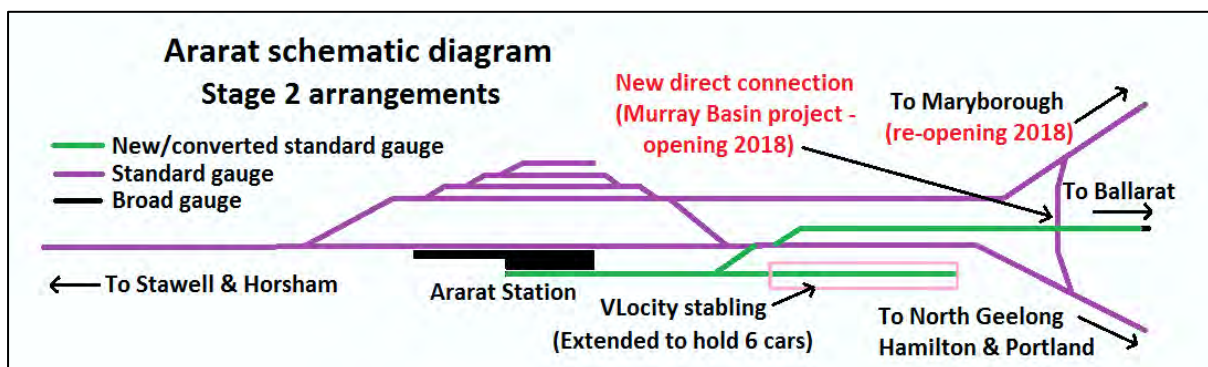 Ararat schematic diagram
Stage 2 arrangements
New/converted standard gauge
Standard gauge
Broad gauge
New direct connection
(Murray Basin project -
opening 2018)
To Maryborough
(re-opening 2018)
To Ballarat
To Stawell & Horsham
Ararat Station
VLocity stabling
(Extended to hold 6 cars)
To North Geelong
Hamilton & Portland